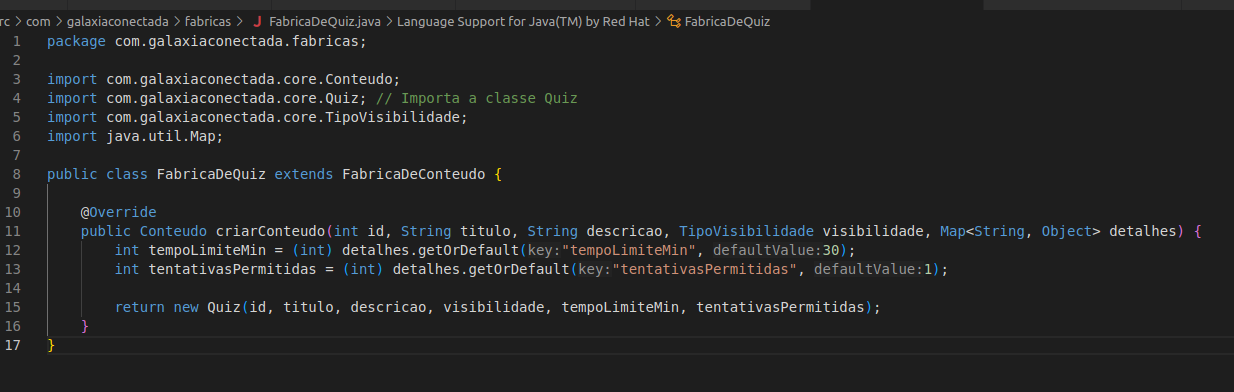 rc > com > galaxiaconectada > fabricas > J FabricaDeQuiz.java > Language Support for Java(TM) by Red Hat > FabricaDeQuiz
1 package com.galaxiaconectada.fabricas;
2
3 import com.galaxiaconectada.core.Conteudo;
4 import com.galaxiaconectada.core.Quiz; // Importa a classe Quiz
5 import com.galaxiaconectada.core.TipoVisibilidade;
6 import java.util.Map;
7
8 public class FabricaDeQuiz extends FabricaDeConteudo {
9
10 @Override
11 public Conteudo criarConteudo(int id, String titulo, String descricao, TipoVisibilidade visibilidade, Map<String, Object> detalhes) {
12 int tempoLimiteMin = (int) detalhes.getOrDefault(key:"tempoLimiteMin", defaultValue:30);
13 int tentativasPermitidas = (int) detalhes.getOrDefault(key:"tentativasPermitidas", defaultValue:1);
14
15 return new Quiz(id, titulo, descricao, visibilidade, tempoLimiteMin, tentativasPermitidas);
16 }
17 }